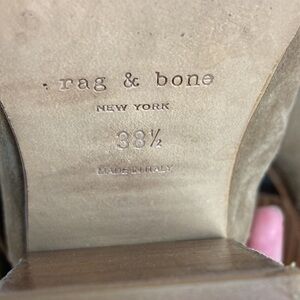 rag & bone
NEW YORK
38½
MADE IN ITALY